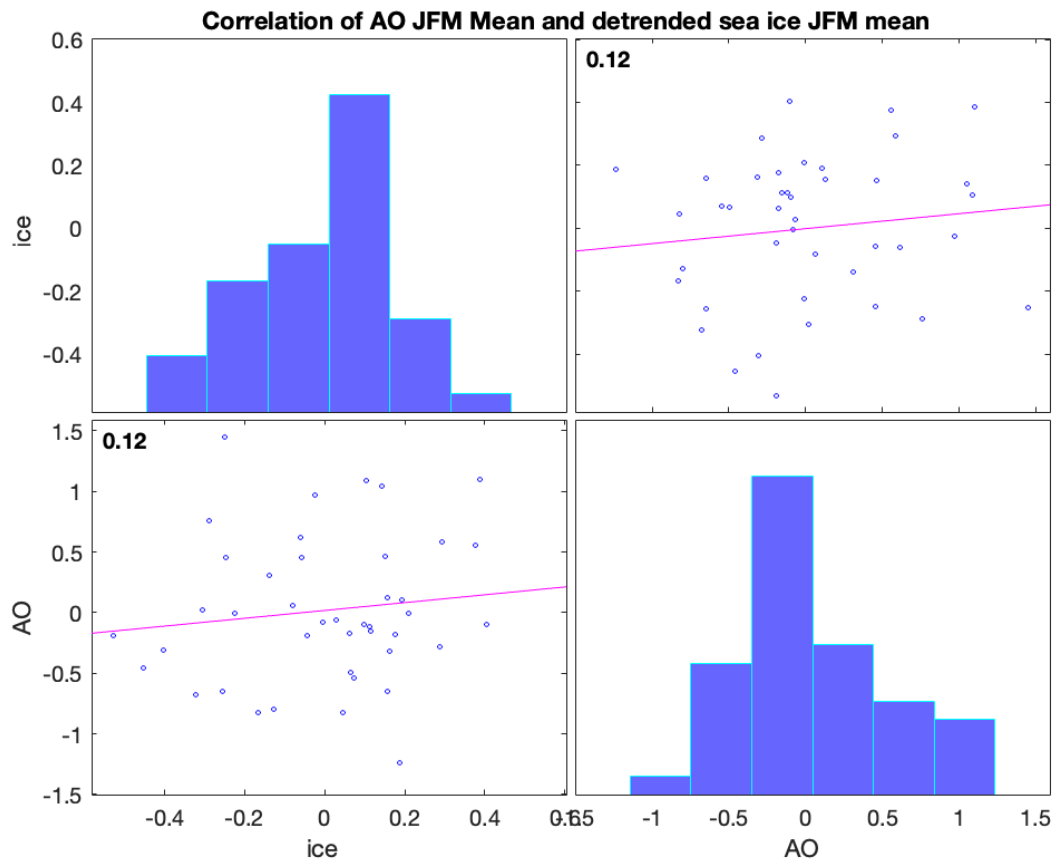 Correlation of AO JFM Mean and detrended sea ice JFM mean
0.6
0.4
0.2
0
-0.2
-0.4
ice
0.12
1.5
1
0.5
0
-0.5
-1
-1.5
AO
0.12
-0.4 -0.2 0 0.2 0.4
ice
-1 -0.5 0 0.5 1 1.5
AO